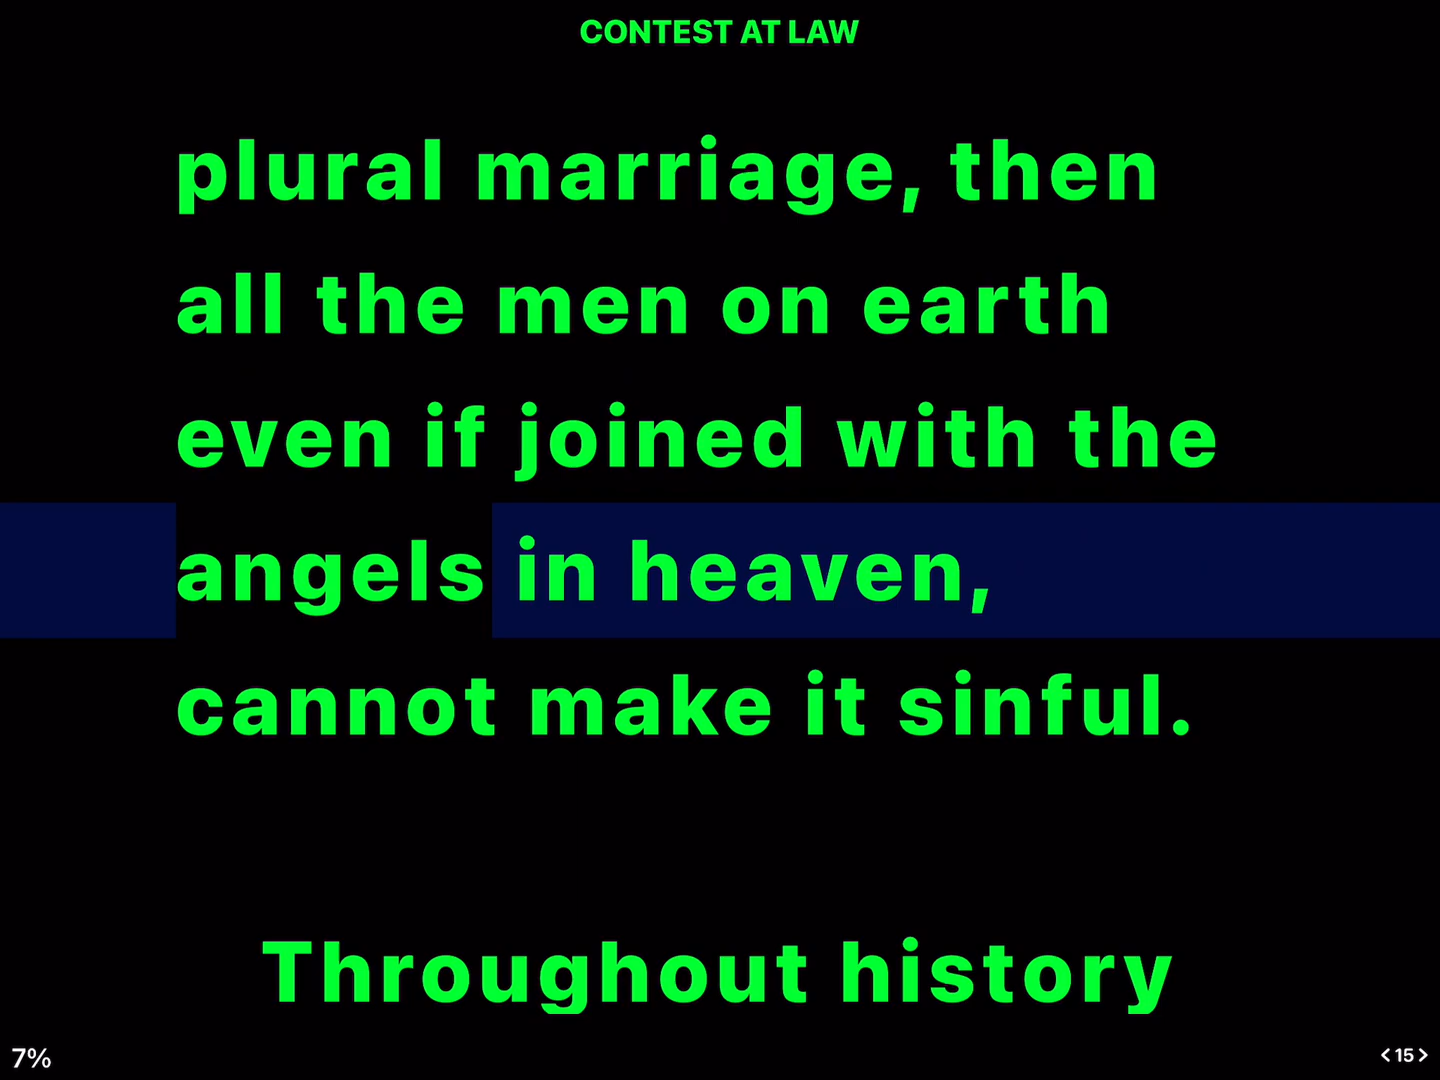 CONTEST AT LAW
plural marriage, then
all the men on earth
even if joined with the
angels in heaven,
cannot make it sinful.
Throughout history
7%
<15>